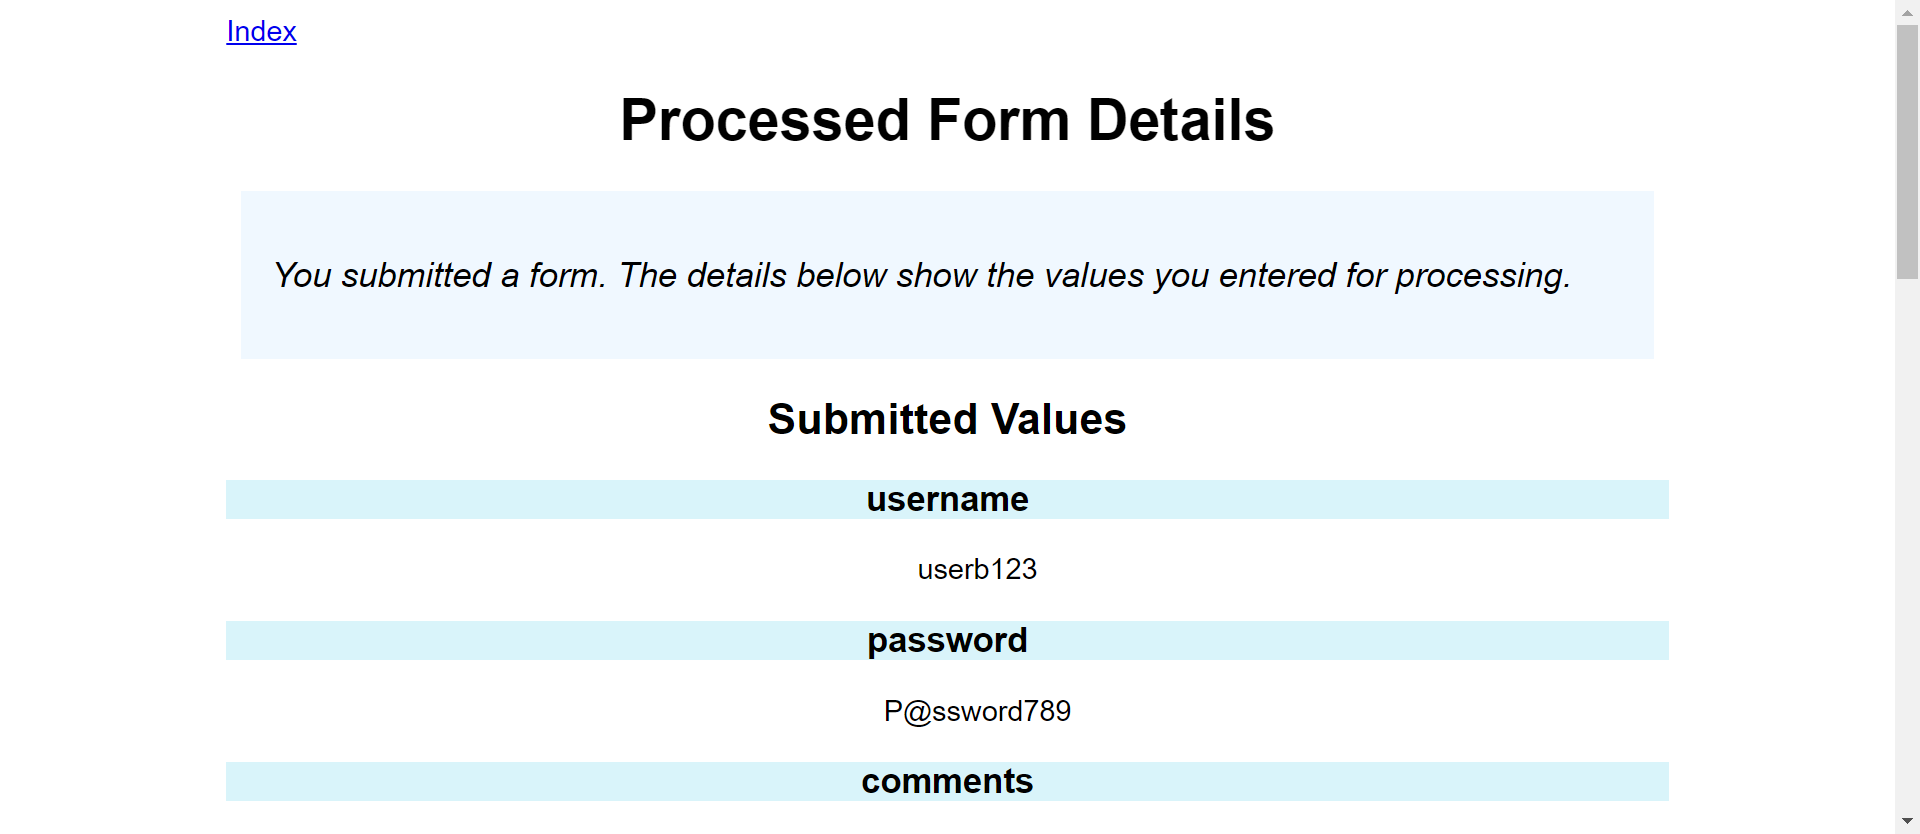 Index
Processed Form Details
You submitted a form. The details below show the values you entered for processing.
Submitted Values
username
userb123
password
P@ssword789
comments